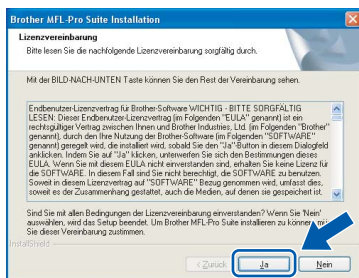 Brother MFL-Pro Suite Installation
Lizenzvereinbarung
Bitte lesen Sie die nachfolgende Lizenzvereinbarung sorgfältig durch.
Mit der BILD-NACH-UNTEN Taste können Sie den Rest der Vereinbarung sehen.
Endbenutzer-Lizenzvertrag für Brother-Software WICHTIG - BITTE SORGFÄLTIG
LESEN: Dieser Endbenutzer-Lizenzvertrag (im Folgenden "EULA" genannt) ist ein
rechtsgültiger Vertrag zwischen Ihnen und Brother Industries, Ltd. (im Folgenden "Brother"
genannt), durch den Ihre Nutzung der Brother-Software (im Folgenden "SOFTWARE"
genannt) geregelt wird, die installiert wird, sobald Sie den "Ja"-Button in diesem Dialogfeld
anklicken. Indem Sie auf "Ja" klicken, unterwerfen Sie sich den Bestimmungen dieses
EULA. Wenn Sie mit diesem EULA nicht einverstanden sind, erhalten Sie keine Lizenz für
die SOFTWARE. In diesem Fall sind Sie nicht berechtigt, die SOFTWARE zu benutzen.
Soweit in diesem Lizenzvertrag auf "SOFTWARE" Bezug genommen wird, umfasst dies,
soweit es der Zusammenhang gestattet, auch die Medien, auf denen sie gespeichert ist.
Sind Sie mit allen Bedingungen der Lizenzvereinbarung einverstanden? Wenn Sie 'Nein'
auswählen, wird das Setup beendet. Um Brother MFL-Pro Suite installieren zu können,
Sie dieser Vereinbarung zustimmen.
InstallShield
< Zurück
Ja
Nein